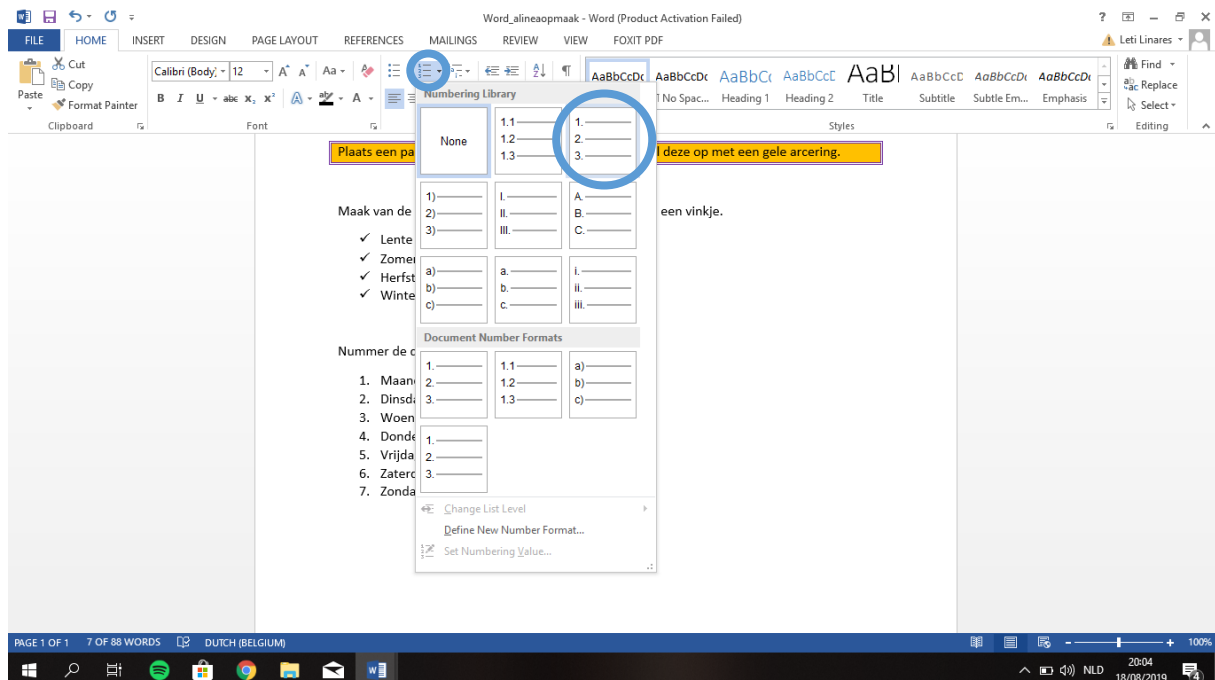 Word_alineaopmaak - Word (Product Activation Failed)
FILE HOME INSERT DESIGN PAGE LAYOUT REFERENCES MAILINGS REVIEW VIEW FOXIT PDF Leti Linares
Cut
Copy
Format Painter
Paste
Clipboard
Calibri (Body) 12
Font
AaBbCcDc AaBbCcDc AaBbCc AaBbCcC AaBl AaBbCcD AaBbCcDc AaBbCcDc
1 No Spac... Heading 1 Heading 2 Title Subtitle Subtle Em... Emphasis
Styles
Find
Replace
Select
Editing
Plaats een pa
l deze op met een gele arcering.
Maak van de
een vinkje.
Lente
Zome
Herfst
Winte
Nummer de d
1. Maan
2. Dinsda
3. Woen
4. Donde
5. Vrijda
6. Zaterd
7. Zonda
Numbering Library
None
1.1
1.2
1.3
1.
2.
3.
1)
2)
3)
I.
II.
III.
A.
B.
C.
a)
b)
c)
a.
b.
c.
i.
ii.
iii.
Document Number Formats
1.
2.
3.
1.1
1.2
1.3
a)
b)
c)
1.
2.
3.
Change List Level
Define New Number Format...
Set Numbering Value...
PAGE 1 OF 1 7 OF 88 WORDS DUTCH (BELGIUM) 100%
NLD
20:04
18/08/2019
4